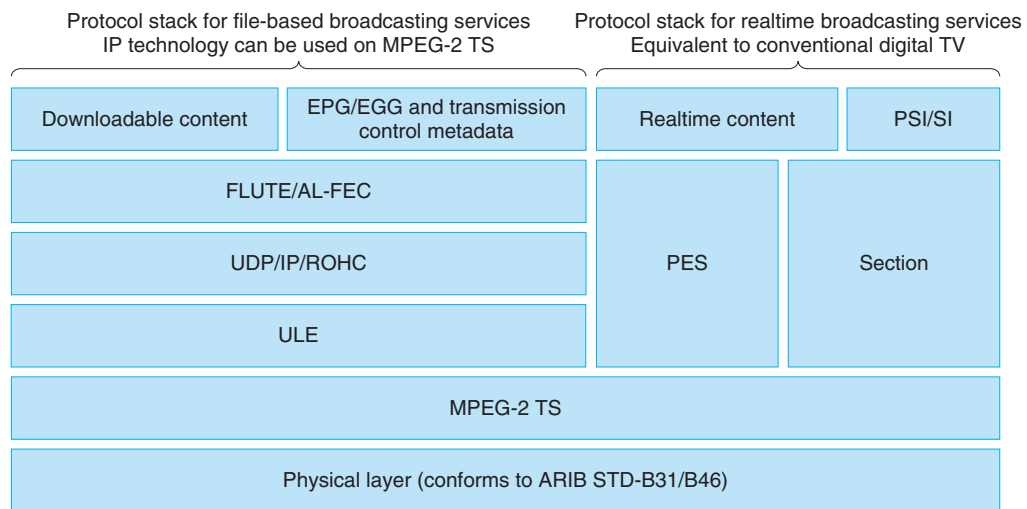 Protocol stack for file-based broadcasting services
IP technology can be used on MPEG-2 TS
Protocol stack for realtime broadcasting services
Equivalent to conventional digital TV
Downloadable content
EPG/EGG and transmission
control metadata
Realtime content
PSI/SI
FLUTE/AL-FEC
UDP/IP/ROHC
ULE
PES
Section
MPEG-2 TS
Physical layer (conforms to ARIB STD-B31/B46)